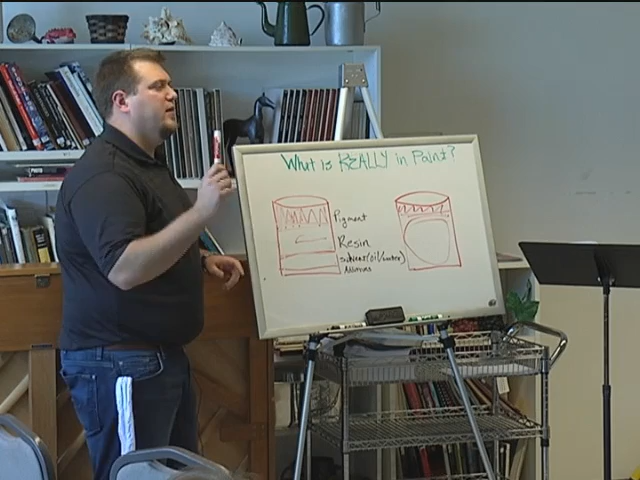 What is REALLY in Paint?
Pigment
Resin
Solvent (oil/water)
Additives